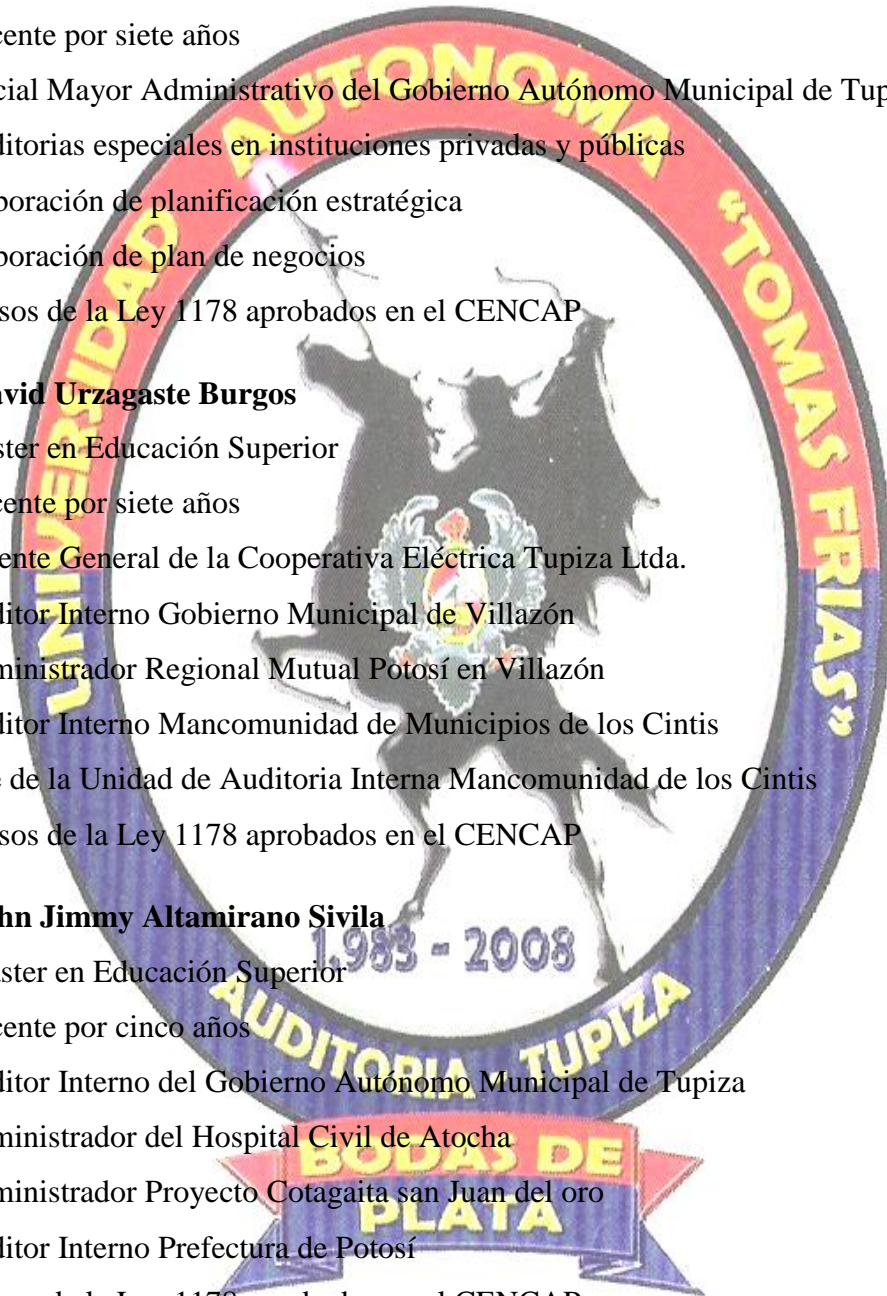 cente por siete años
cial Mayor Administrativo del Gobierno Autónomo Municipal de Tup
ditorias especiales en instituciones privadas y públicas
boración de planificación estratégica
boración de plan de negocios
sos de la Ley 1178 aprobados en el CENCAP
avid Urzagaste Burgos
ster en Educación Superior
cente por siete años
ente General de la Cooperativa Eléctrica Tupiza Ltda.
ditor Interno Gobierno Municipal de Villazón
ministrador Regional Mutual Potosí en Villazón
ditor Interno Mancomunidad de Municipios de los Cintis
e de la Unidad de Auditoria Interna Mancomunidad de los Cintis
sos de la Ley 1178 aprobados en el CENCAP
hn Jimmy Altamirano Sivila
aster en Educación Superior
cente por cinco años
ditor Interno del Gobierno Autónomo Municipal de Tupiza
ministrador del Hospital Civil de Atocha
ministrador Proyecto Cotagaita san Juan del oro
ditor Interno Prefectura de Potosí
UNIVERSIDAD AUTONOMA "TOMAS FRIAS"
1.983 - 2008
AUDITORIA - TUPIZA
BODAS DE
PLATA